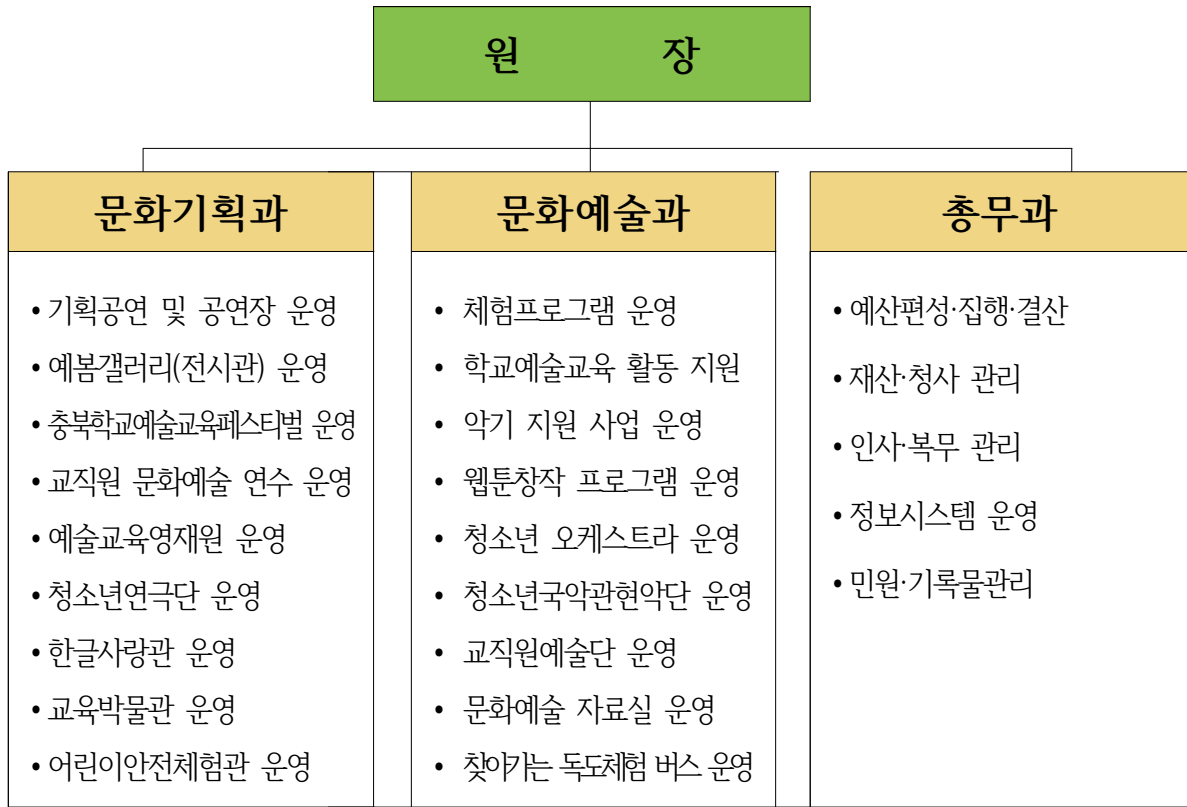 원 장
문화기획과
• 기획공연 및 공연장 운영
• 예봄갤러리(전시관) 운영
• 충북학교예술교육페스티벌 운영
• 교직원 문화예술 연수 운영
• 예술교육영재원 운영
• 청소년연극단 운영
• 한글사랑관 운영
• 교육박물관 운영
• 어린이안전체험관 운영
문화예술과
• 체험프로그램 운영
• 학교예술교육 활동 지원
• 악기 지원 사업 운영
• 웹툰창작 프로그램 운영
• 청소년 오케스트라 운영
• 청소년국악관현악단 운영
• 교직원예술단 운영
• 문화예술 자료실 운영
• 찾아가는 독도체험 버스 운영
총무과
• 예산편성·집행·결산
• 재산·청사 관리
• 인사·복무 관리
• 정보시스템 운영
• 민원·기록물관리